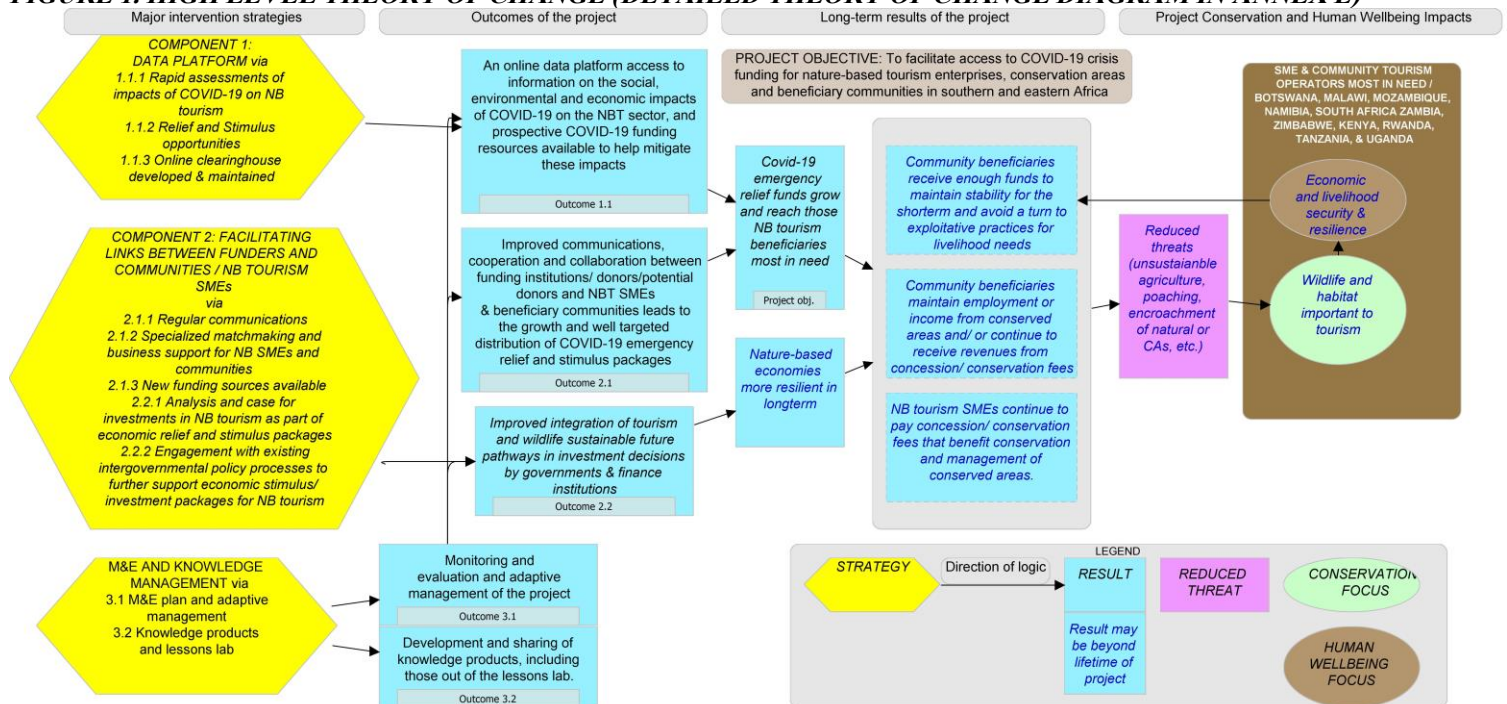 FIGURE 1. HIGH LEVEL THEORY OF CHANGE (DETAILED THEORY OF CHANGE DIAGRAM IN ANNEX E)
Major intervention strategies
Outcomes of the project
Long-term results of the project
Project Conservation and Human Wellbeing Impacts
COMPONENT 1:
DATA PLATFORM via
1.1.1 Rapid assessments of
impacts of COVID-19 on NB
tourism
1.1.2 Relief and Stimulus
opportunities
1.1.3 Online clearinghouse
developed & maintained
COMPONENT 2: FACILITATING
LINKS BETWEEN FUNDERS AND
COMMUNITIES / NB TOURISM
SMEs
via
2.1.1 Regular communications
2.1.2 Specialized matchmaking and
business support for NB SMEs and
communities
2.1.3 New funding sources available
2.2.1 Analysis and case for
investments in NB tourism as part of
economic relief and stimulus packages
2.2.2 Engagement with existing
intergovernmental policy processes to
further support economic stimulus/
investment packages for NB tourism
M&E AND KNOWLEDGE
MANAGEMENT via
3.1 M&E plan and adaptive
management
3.2 Knowledge products
and lessons lab
An online data platform access to
information on the social,
environmental and economic impacts
of COVID-19 on the NBT sector, and
prospective COVID-19 funding
resources available to help mitigate
these impacts
Outcome 1.1
Improved communications,
cooperation and collaboration between
funding institutions/ donors/potential
donors and NBT SMEs
& beneficiary communities leads to
the growth and well targeted
distribution of COVID-19 emergency
relief and stimulus packages
Outcome 2.1
Improved integration of tourism
and wildlife sustainable future
pathways in investment decisions
by governments & finance
institutions
Outcome 2.2
Monitoring and
evaluation and adaptive
management of the project
Outcome 3.1
Development and sharing of
knowledge products, including
those out of the lessons lab.
Outcome 3.2
PROJECT OBJECTIVE: To facilitate access to COVID-19 crisis
funding for nature-based tourism enterprises, conservation areas
and beneficiary communities in southern and eastern Africa
Covid-19
emergency
relief funds grow
and reach those
NB tourism
beneficiaries
most in need
Project obj.
Nature-based
economies
more resilient in
longterm
Community beneficiaries
receive enough funds to
maintain stability for the
shorterm and avoid a turn to
exploitative practices for
livelihood needs
Community beneficiaries
maintain employment or
income from conserved
areas and/ or continue to
receive revenues from
concession/ conservation fees
NB tourism SMEs continue to
pay concession/ conservation
fees that benefit conservation
and management of
conserved areas.
Reduced
threats
(unsustaianble
agriculture,
poaching,
encroachment
of natural or
CAs, etc.)
SME & COMMUNITY TOURISM
OPERATORS MOST IN NEED /
BOTSWANA, MALAWI, MOZAMBIQUE,
NAMIBIA, SOUTH AFRICA ZAMBIA,
ZIMBABWE, KENYA, RWANDA,
TANZANIA, & UGANDA
Economic
and livelihood
security &
resilience
Wildlife and
habitat
important to
tourism
LEGEND
STRATEGY
Direction of logic
RESULT
Result may
be beyond
lifetime of
project
REDUCED
THREAT
CONSERVATION
FOCUS
HUMAN
WELLBEING
FOCUS